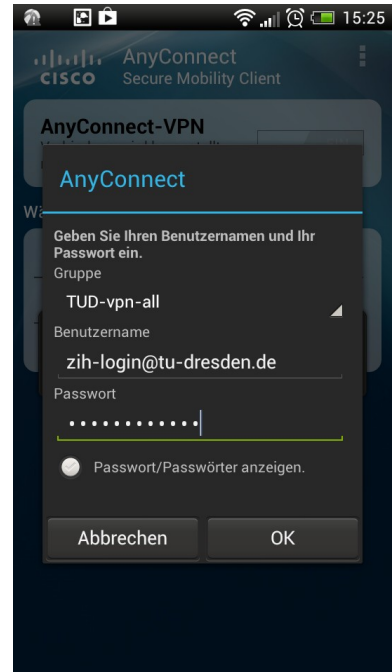 15:25
AnyConnect
CISCO Secure Mobility Client
AnyConnect-VPN
AnyConnect
Geben Sie Ihren Benutzernamen und Ihr
Passwort ein.
Gruppe
TUD-vpn-all
Benutzername
zih-login@tu-dresden.de
Passwort
••••••••••••
Passwort/Passwörter anzeigen.
Abbrechen OK